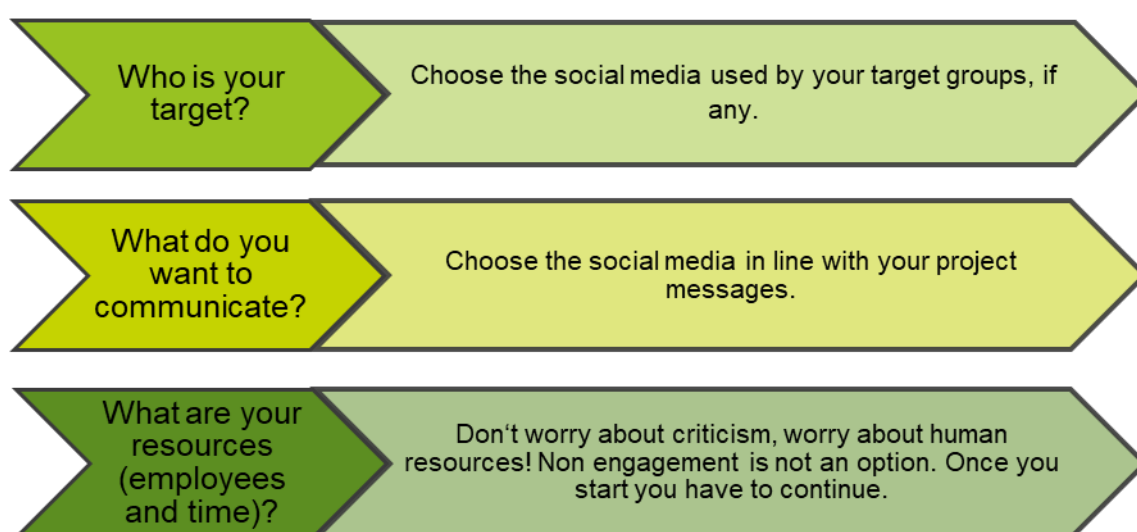 Who is your
target?
Choose the social media used by your target groups, if
any.
What do you
want to
communicate?
Choose the social media in line with your project
messages.
What are your
resources
(employees
and time)?
Don‘t worry about criticism, worry about human
resources! Non engagement is not an option. Once you
start you have to continue.